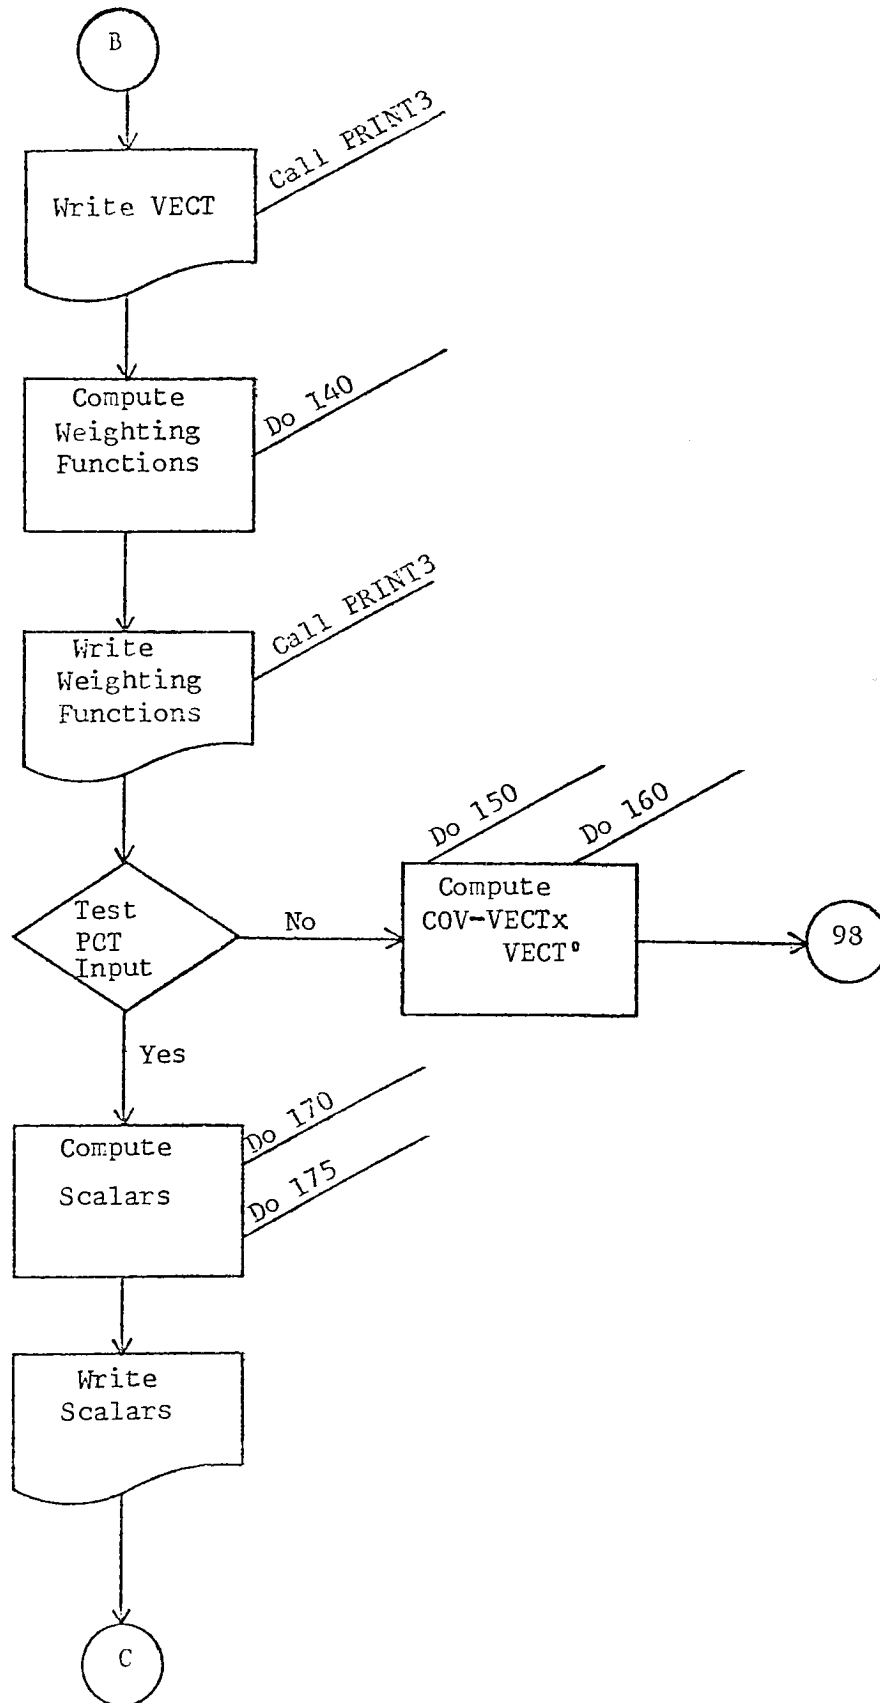 B
Call PRINT3
Write VECT
Do 140
Compute
Weighting
Functions
Call PRINT3
Write
Weighting
Functions
Do 150
Do 160
Test
PCT
Input
No
Compute
COV-VECTx
VECT'
98
Yes
Do 170
Compute
Scalars
Do 175
Write
Scalars
C